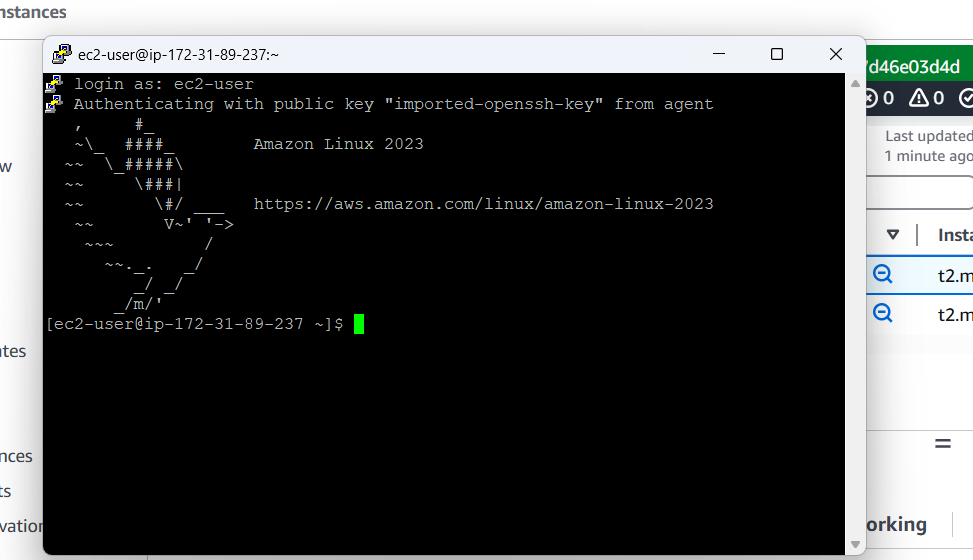 nstances
ec2-user@ip-172-31-89-237:~
login as: ec2-user
Authenticating with public key "imported-openssh-key" from agent
   ,     #_
   ~\_  ####_        Amazon Linux 2023
  ~~  \_#####\
  ~~     \###|
  ~~       \#/ ___   https://aws.amazon.com/linux/amazon-linux-2023
   ~~       V~' '->
    ~~~         /
      ~~._.   _/
         _/ _/
       _/m/'
[ec2-user@ip-172-31-89-237 ~]$
7d46e03d4d
0 0
Last updated
1 minute ago
Insta
t2.m
t2.m
w
ates
nces
ts
vation
orking